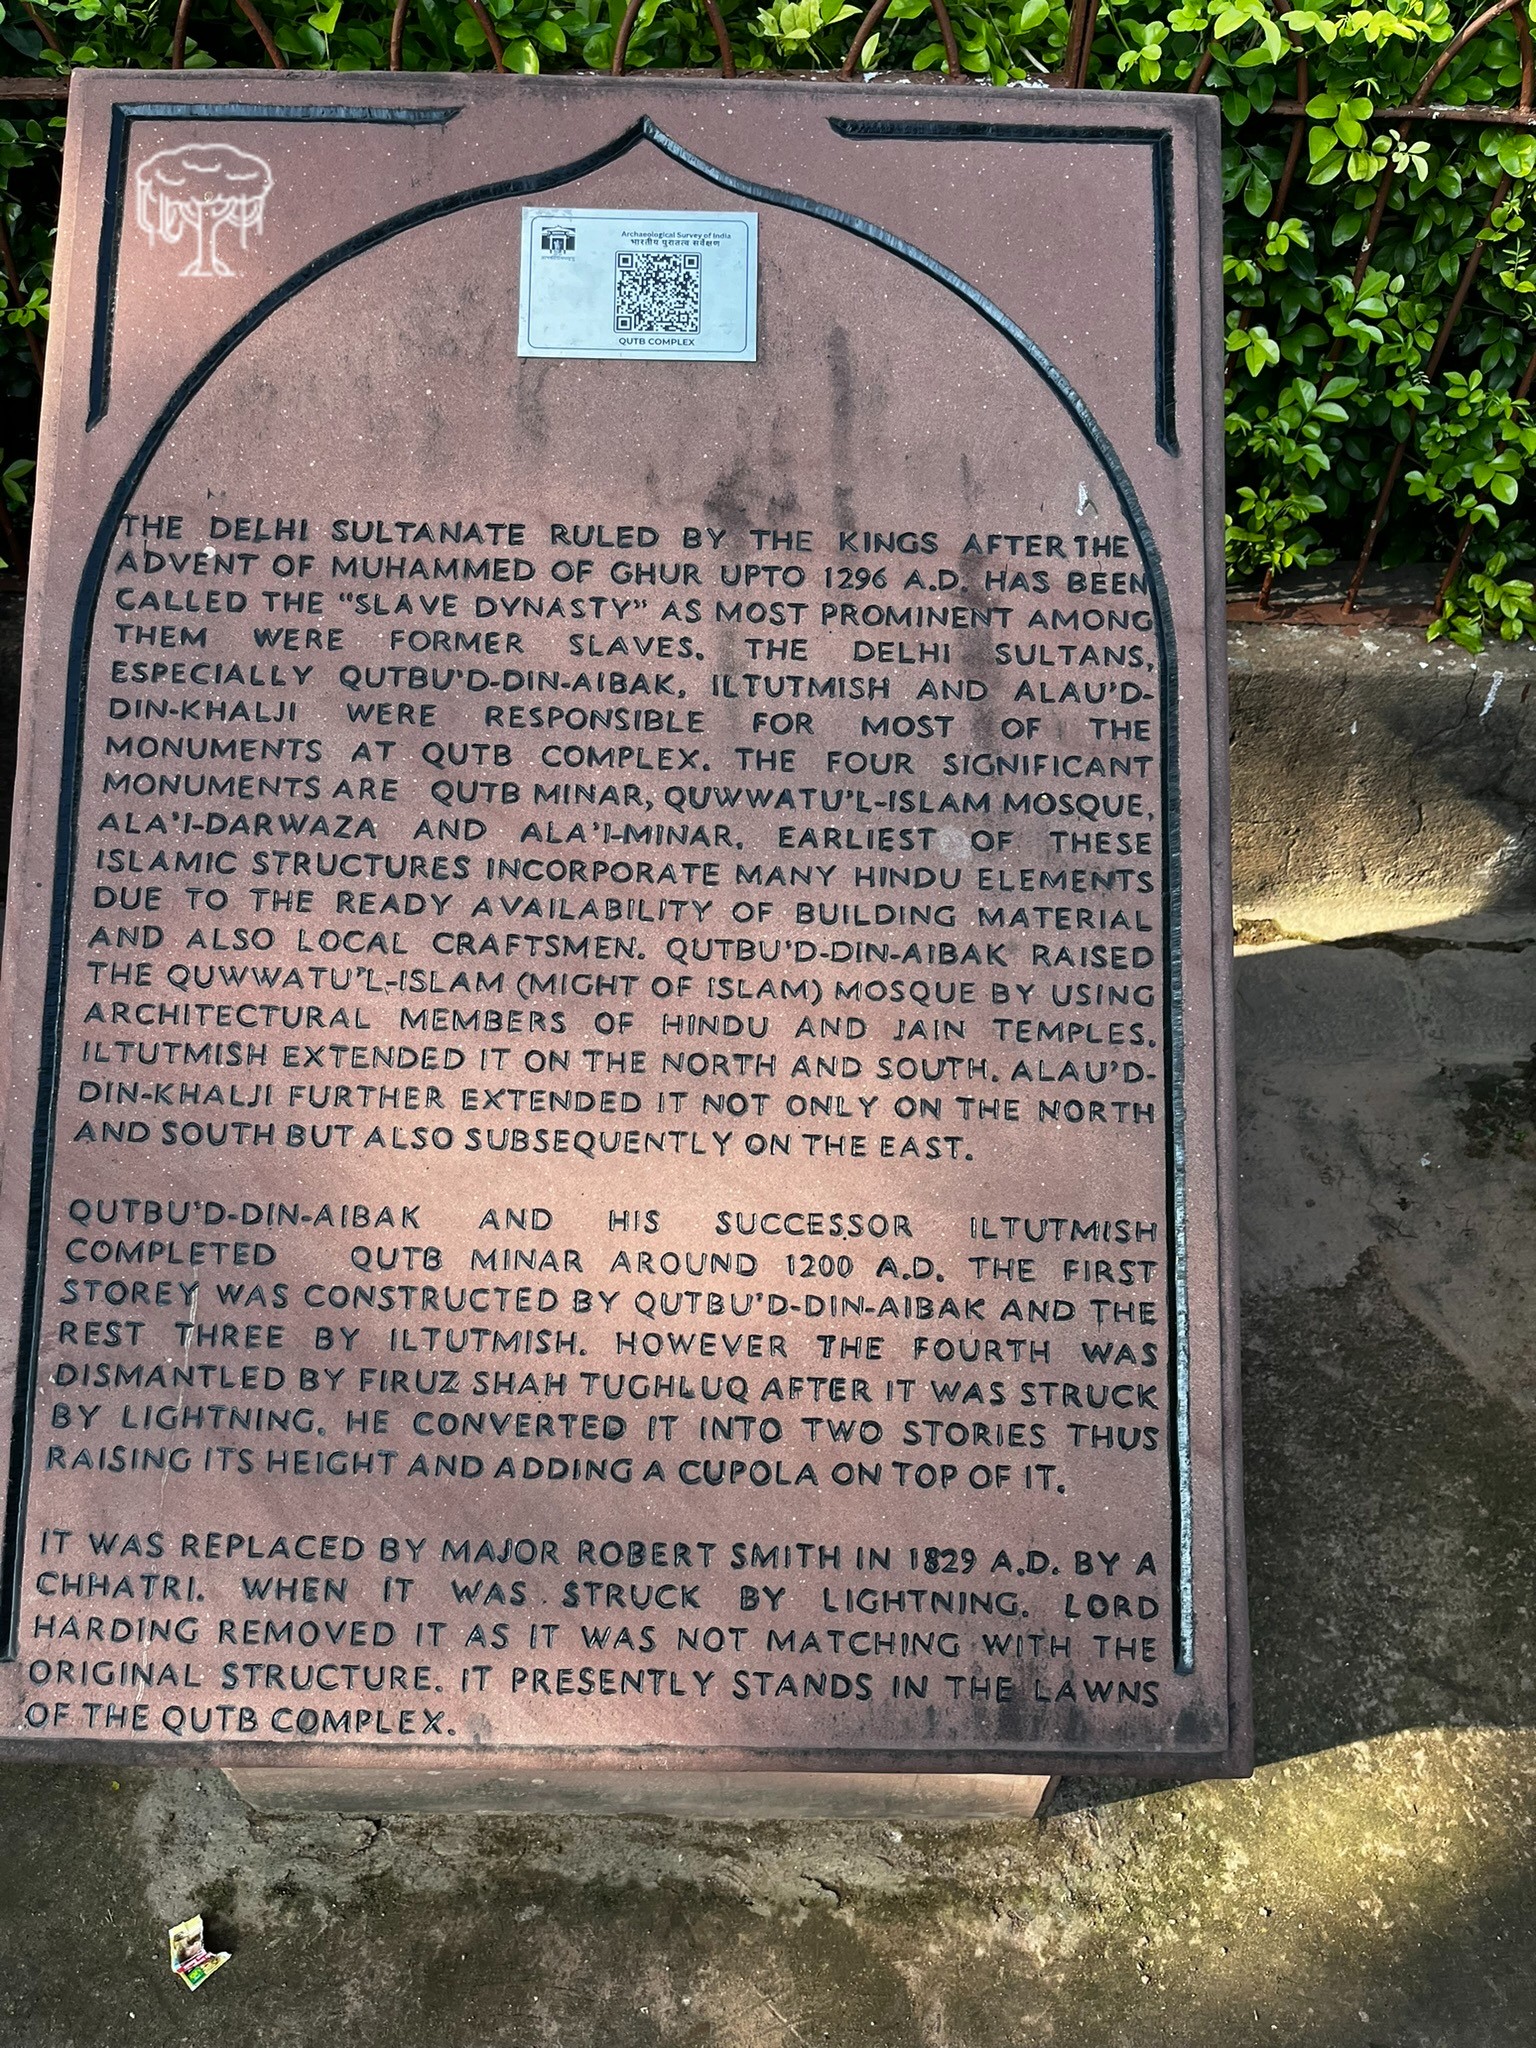 Archaeological Survey of India
भारतीय पुरातत्व सर्वेक्षण
QUTB COMPLEX
THE DELHI SULTANATE RULED BY THE KINGS AFTER THE
ADVENT OF MUHAMMED OF GHUR UPTO 1296 A.D. HAS BEEN
CALLED THE "SLAVE DYNASTY" AS MOST PROMINENT AMONG
THEM WERE FORMER SLAVES. THE DELHI SULTANS,
ESPECIALLY QUTBU'D-DIN-AIBAK, ILTUTMISH AND ALAU'D-
DIN-KHALJI WERE RESPONSIBLE FOR MOST OF THE
MONUMENTS AT QUTB COMPLEX. THE FOUR SIGNIFICANT
MONUMENTS ARE QUTB MINAR, QUWWATU'L-ISLAM MOSQUE,
ALA'I-DARWAZA AND ALA'I-MINAR. EARLIEST OF THESE
ISLAMIC STRUCTURES INCORPORATE MANY HINDU ELEMENTS
DUE TO THE READY AVAILABILITY OF BUILDING MATERIAL
AND ALSO LOCAL CRAFTSMEN. QUTBU'D-DIN-AIBAK RAISED
THE QUWWATU'L-ISLAM (MIGHT OF ISLAM) MOSQUE BY USING
ARCHITECTURAL MEMBERS OF HINDU AND JAIN TEMPLES.
ILTUTMISH EXTENDED IT ON THE NORTH AND SOUTH. ALAU'D-
DIN-KHALJI FURTHER EXTENDED IT NOT ONLY ON THE NORTH
AND SOUTH BUT ALSO SUBSEQUENTLY ON THE EAST.
QUTBU'D-DIN-AIBAK AND HIS SUCCESSOR ILTUTMISH
COMPLETED QUTB MINAR AROUND 1200 A.D. THE FIRST
STOREY WAS CONSTRUCTED BY QUTBU'D-DIN-AIBAK AND THE
REST THREE BY ILTUTMISH. HOWEVER THE FOURTH WAS
DISMANTLED BY FIRUZ SHAH TUGHLUQ AFTER IT WAS STRUCK
BY LIGHTNING. HE CONVERTED IT INTO TWO STORIES THUS
RAISING ITS HEIGHT AND ADDING A CUPOLA ON TOP OF IT.
IT WAS REPLACED BY MAJOR ROBERT SMITH IN 1829 A.D. BY A
CHHATRI. WHEN IT WAS STRUCK BY LIGHTNING. LORD
HARDING REMOVED IT AS IT WAS NOT MATCHING WITH THE
ORIGINAL STRUCTURE. IT PRESENTLY STANDS IN THE LAWNS
OF THE QUTB COMPLEX.